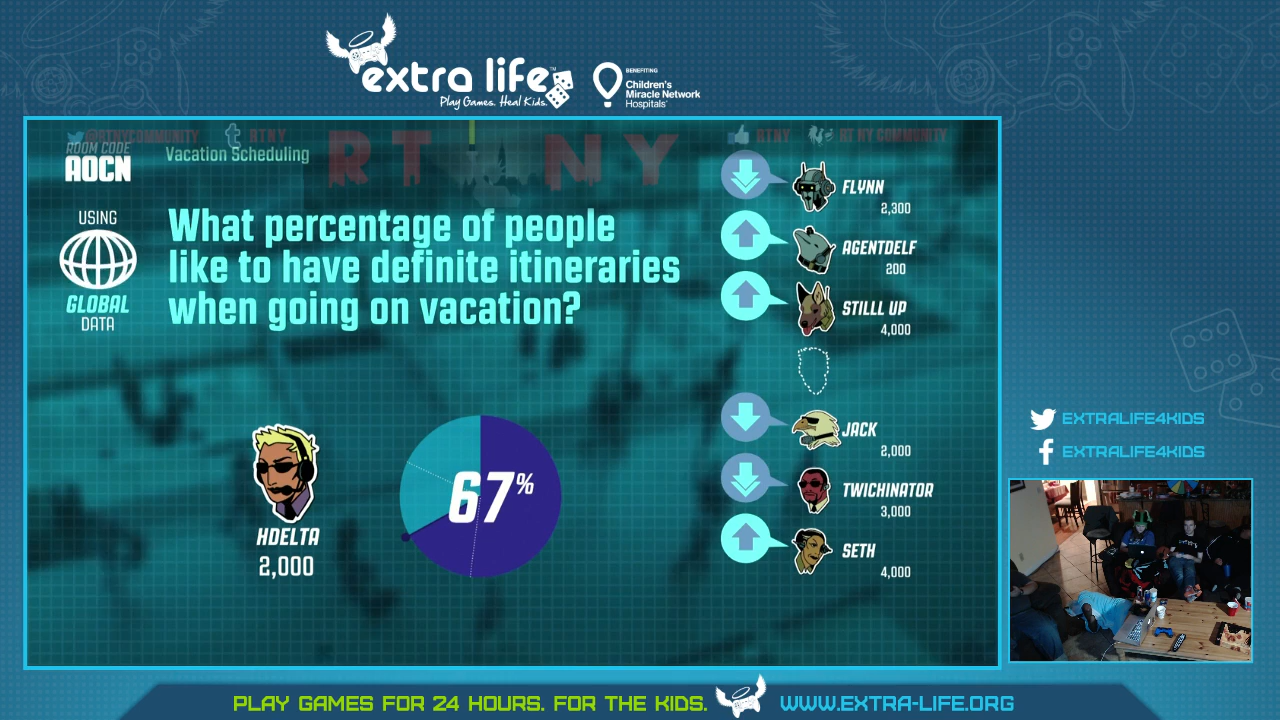 extra life™
Play Games. Heal Kids.
BENEFITING
Children's
Miracle Network
Hospitals
@RTNYCOMMUNITY
RTNY
RT NY
RTNY
RT NY COMMUNITY
ROOM CODE
AOCN
Vacation Scheduling
USING
GLOBAL
DATA
What percentage of people
like to have definite itineraries
when going on vacation?
HDELTA
2,000
67%
FLYNN
2,300
AGENTDELF
200
STILLL UP
4,000
JACK
2,000
TWICHINATOR
3,000
SETH
4,000
EXTRALIFE4KIDS
EXTRALIFE4KIDS
PLAY GAMES FOR 24 HOURS. FOR THE KIDS.
WWW.EXTRA-LIFE.ORG